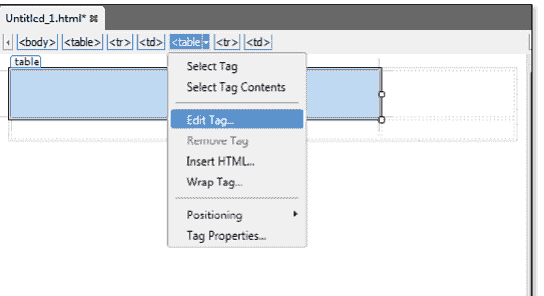 Untitled_1.html*
<body> <table> <tr> <td> <table> <tr> <td>
table
Select Tag
Select Tag Contents
Edit Tag...
Remove Tag
Insert HTML...
Wrap Tag...
Positioning
Tag Properties...